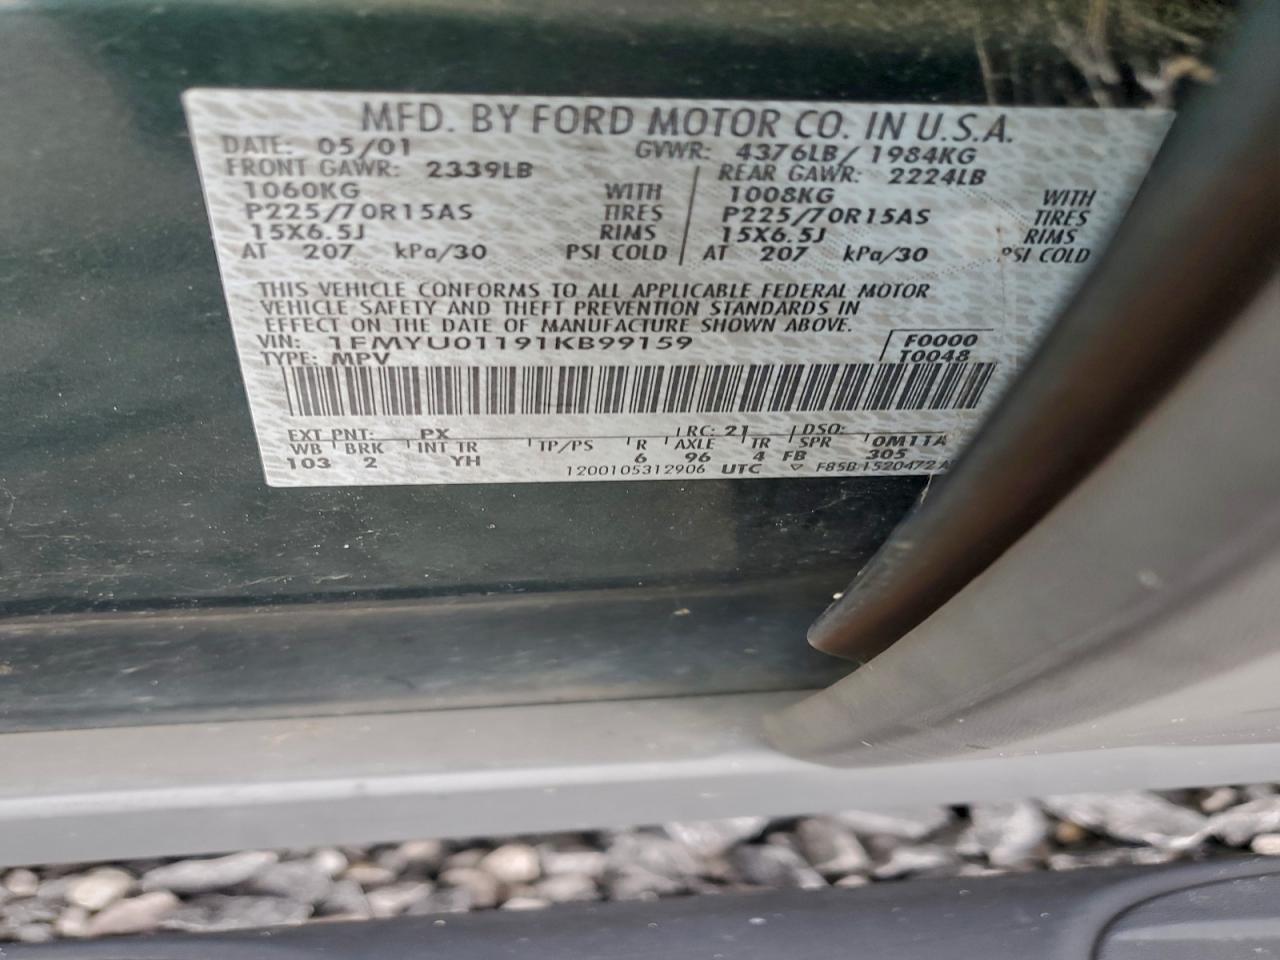 MFD. BY FORD MOTOR CO. IN U.S.A.
DATE: 05/01 GVWR: 4376LB/ 1984KG
FRONT GAWR: 2339LB REAR GAWR: 2224LB
1060KG WITH 1008KG WITH
P225/70R15AS TIRES P225/70R15AS TIRES
15X6.5J RIMS 15X6.5J RIMS
AT 207 kPa/30 PSI COLD AT 207 kPa/30 PSI COLD
THIS VEHICLE CONFORMS TO ALL APPLICABLE FEDERAL MOTOR
VEHICLE SAFETY AND THEFT PREVENTION STANDARDS IN
EFFECT ON THE DATE OF MANUFACTURE SHOWN ABOVE.
VIN: 1FMYU01191KB99159 F0000
TYPE: MPV T0048
EXT PNT: PX RC: 21 DSO:
WB BRK INT TR TP/PS R AXLE TR SPR 0M11A
103 2 YH 6 96 4 FB 305
1200105312906 UTC ▽ F85B 1520472 A